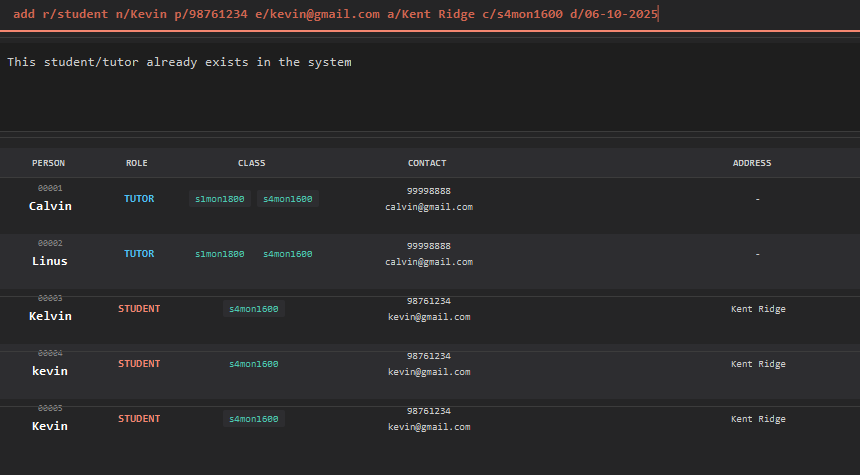 add r/student n/Kevin p/98761234 e/kevin@gmail.com a/Kent Ridge c/s4mon1600 d/06-10-2025
This student/tutor already exists in the system
PERSON ROLE CLASS CONTACT ADDRESS
00001
Calvin TUTOR s1mon1800 s4mon1600 99998888 -
calvin@gmail.com
00002
Linus TUTOR s1mon1800 s4mon1600 99998888 -
calvin@gmail.com
00003
Kelvin STUDENT s4mon1600 98761234 Kent Ridge
kevin@gmail.com
00004
kevin STUDENT s4mon1600 98761234 Kent Ridge
kevin@gmail.com
00005
Kevin STUDENT s4mon1600 98761234 Kent Ridge
kevin@gmail.com